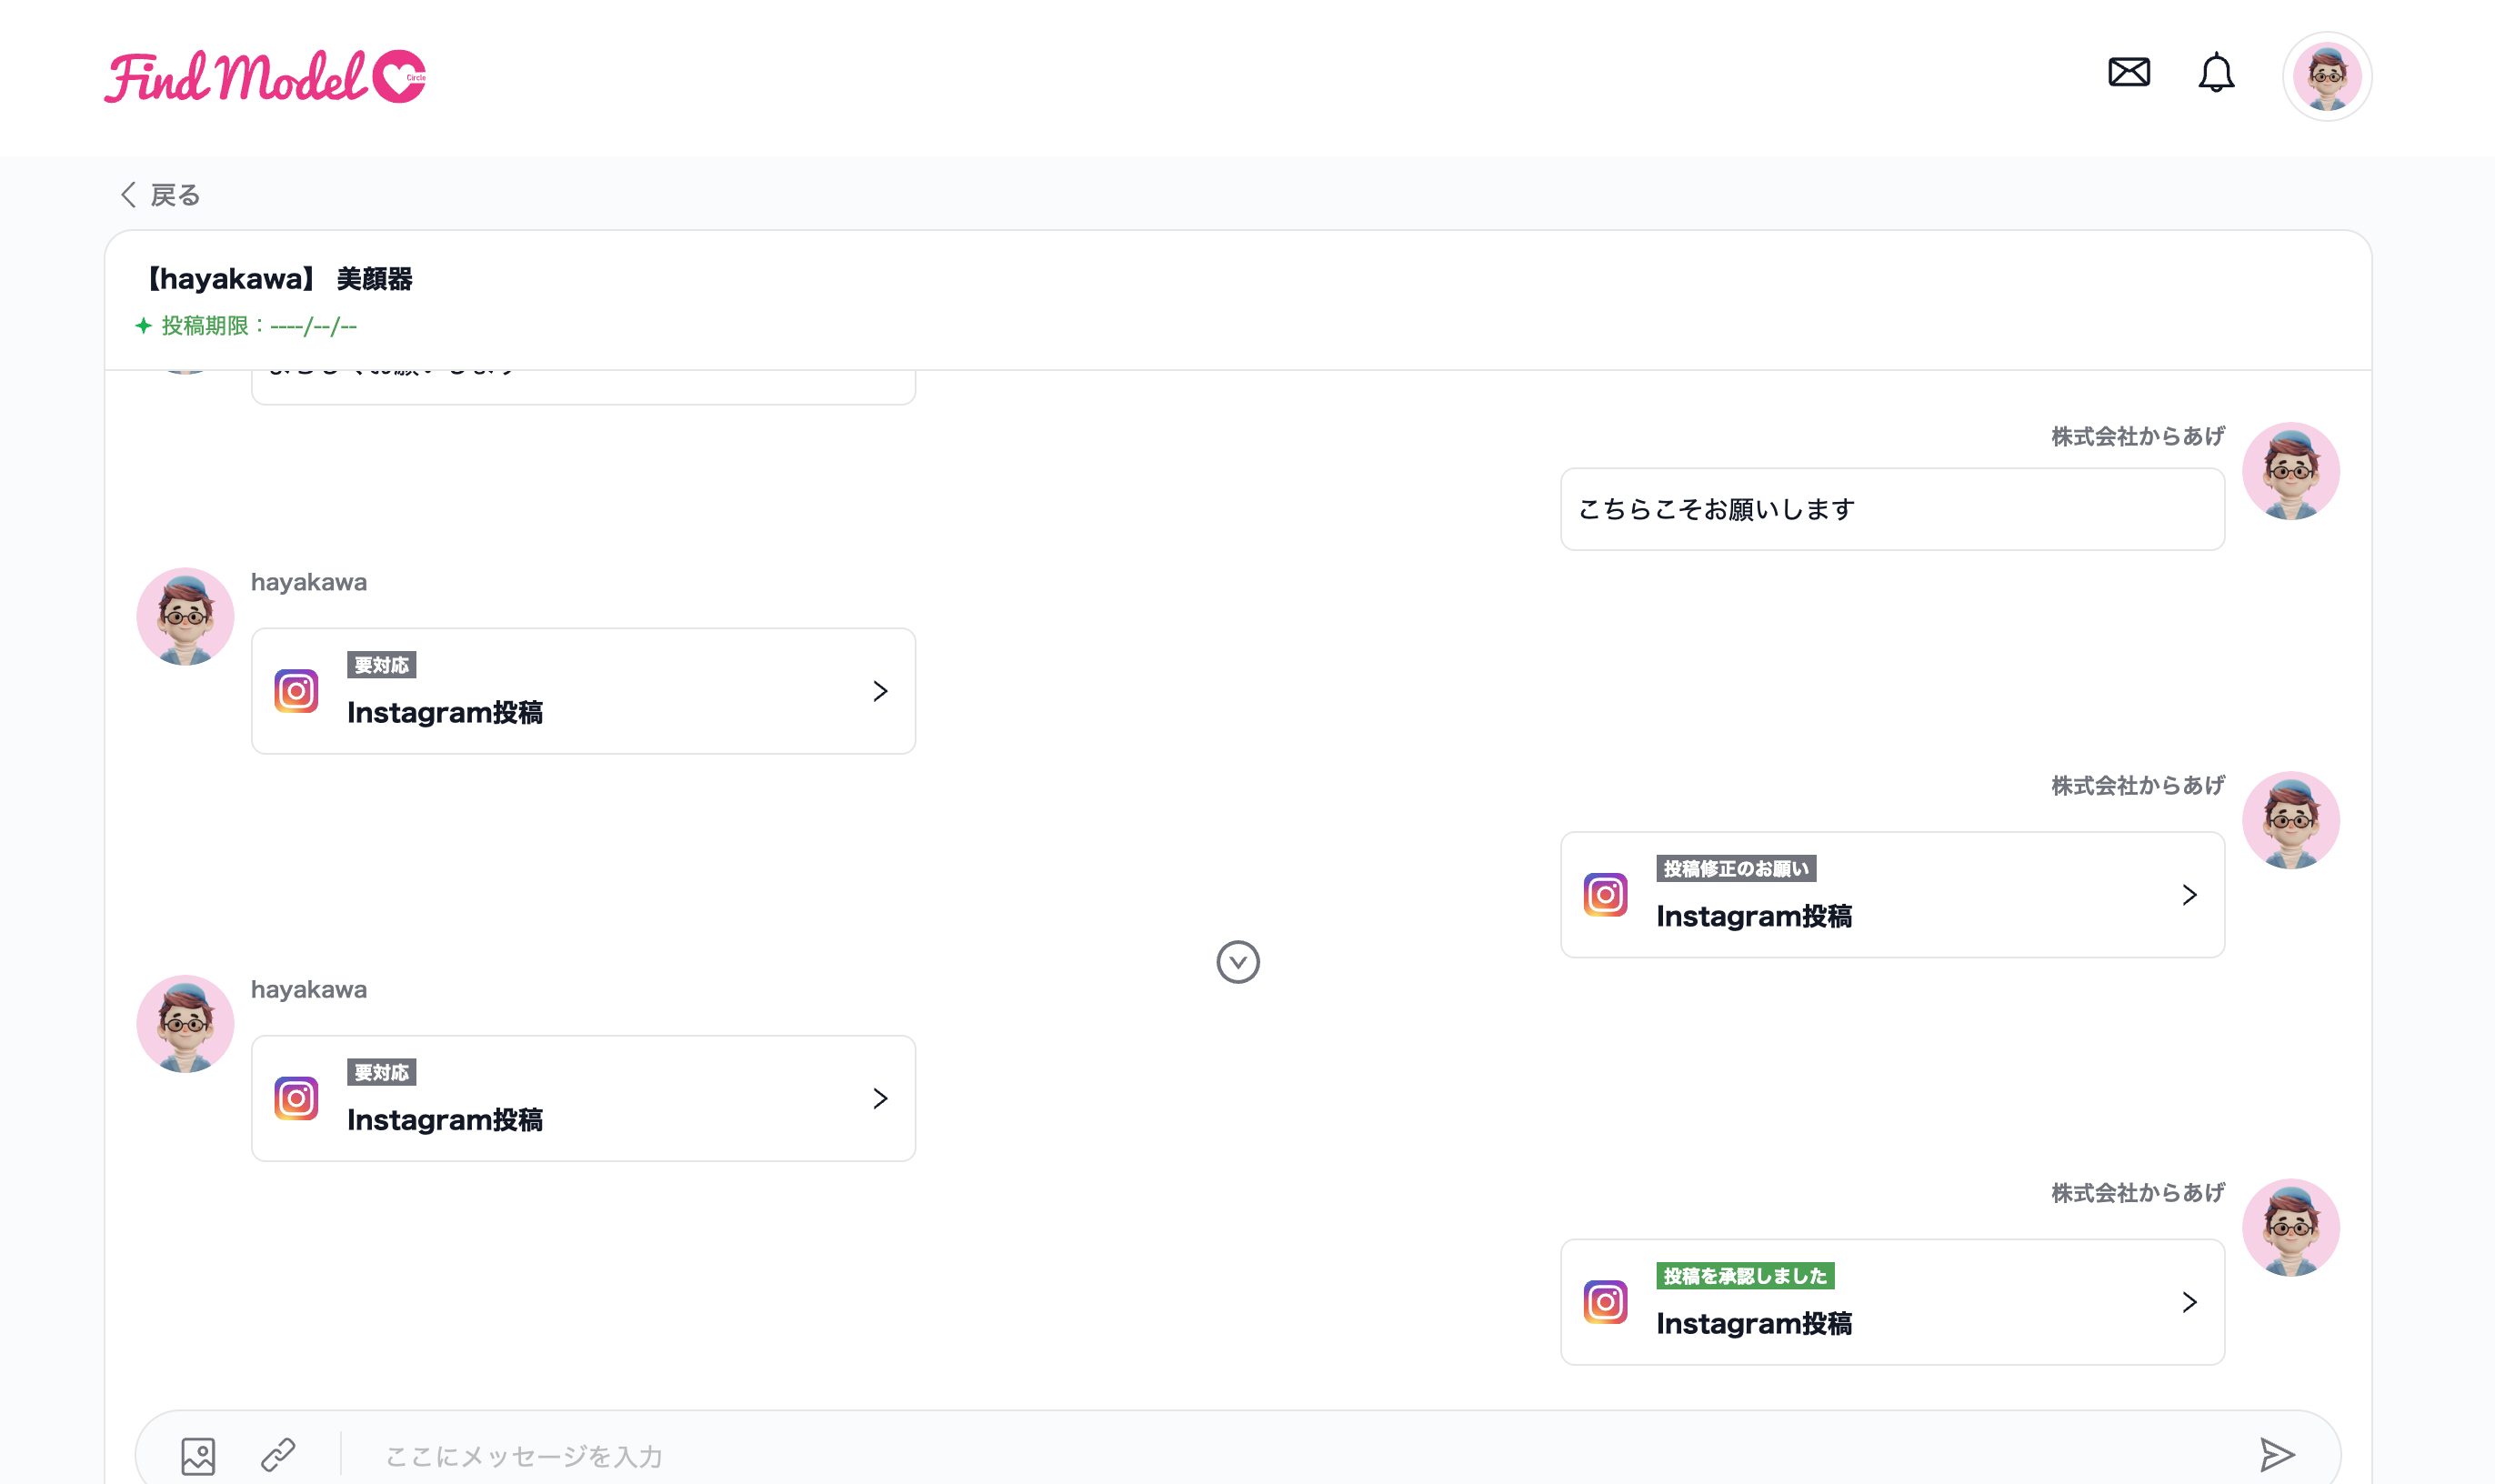 Find Model Circle
戻る
【hayakawa】 美顔器
投稿期限：----/--/--
株式会社からあげ
こちらこそお願いします
hayakawa
要対応
Instagram投稿
株式会社からあげ
投稿修正のお願い
Instagram投稿
hayakawa
要対応
Instagram投稿
株式会社からあげ
投稿を承認しました
Instagram投稿
ここにメッセージを入力